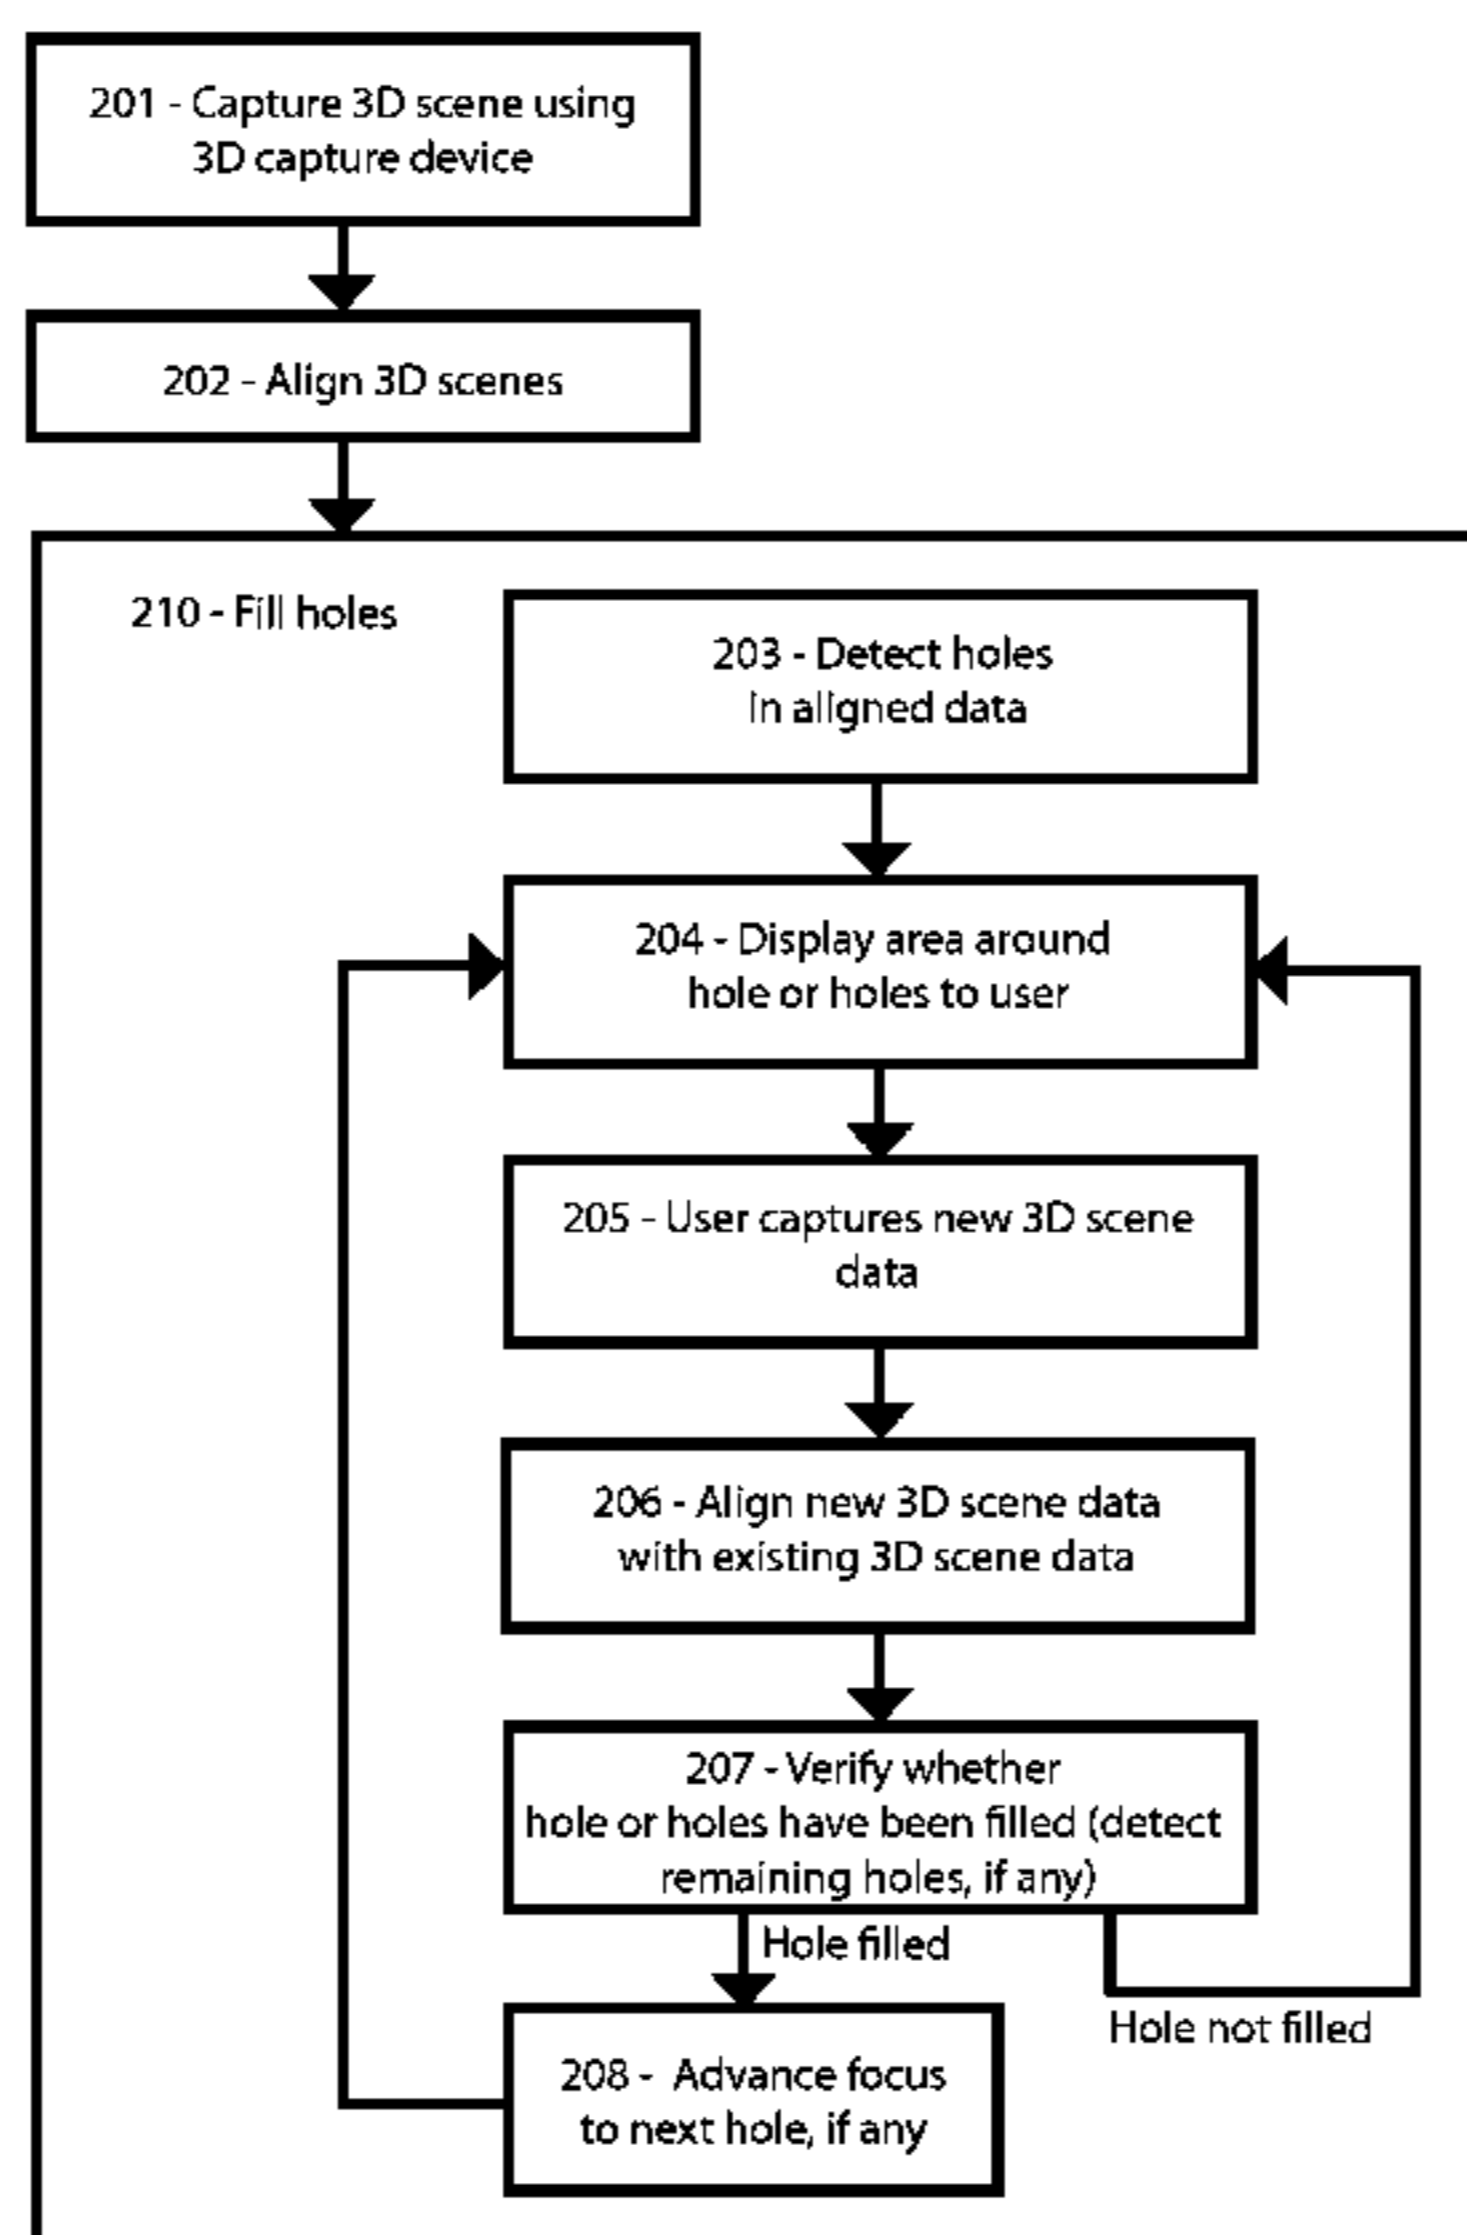 201 - Capture 3D scene using
3D capture device
202 - Align 3D scenes
210 - Fill holes
203 - Detect holes
in aligned data
204 - Display area around
hole or holes to user
205 - User captures new 3D scene
data
206 - Align new 3D scene data
with existing 3D scene data
207 - Verify whether
hole or holes have been filled (detect
remaining holes, if any)
Hole filled
Hole not filled
208 - Advance focus
to next hole, if any